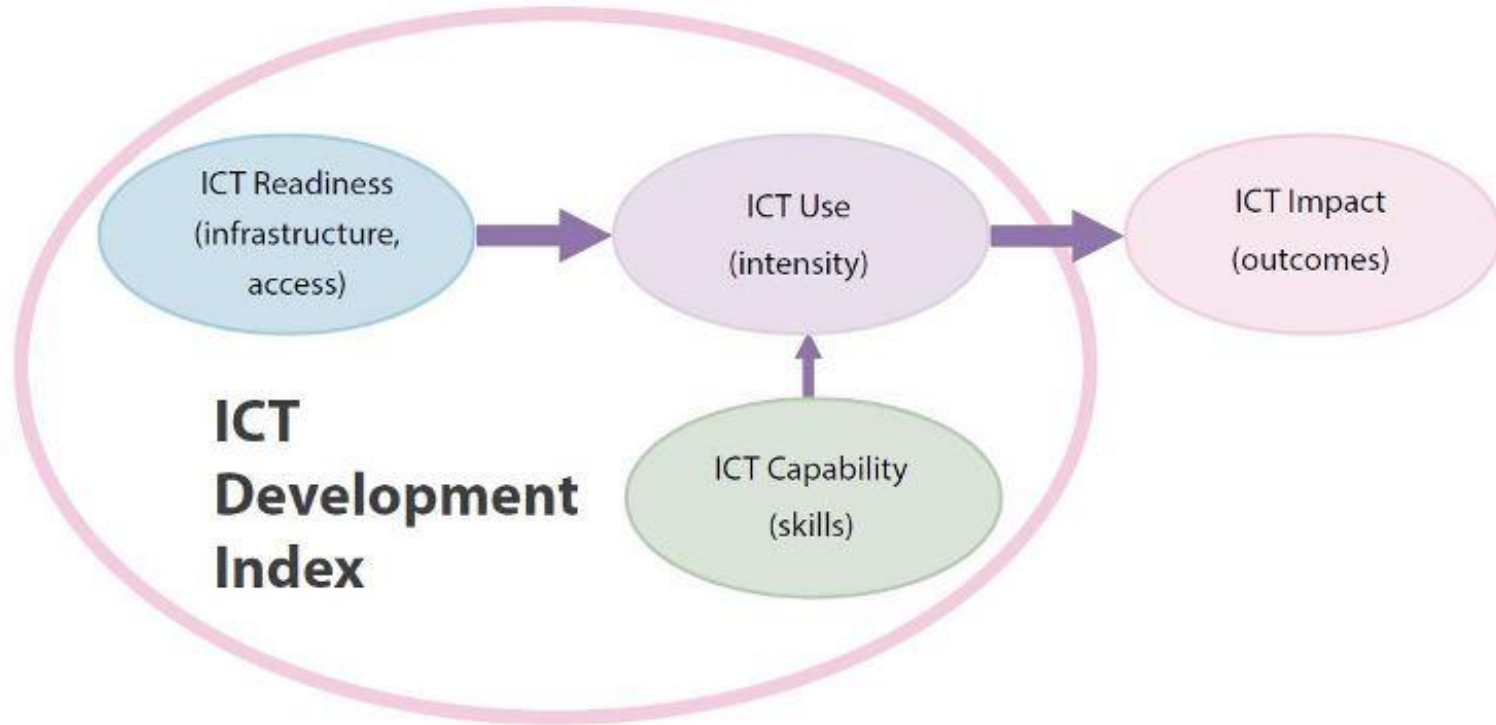 ICT Readiness
(infrastructure,
access)
ICT Use
(intensity)
ICT Impact
(outcomes)
ICT
Development
Index
ICT Capability
(skills)